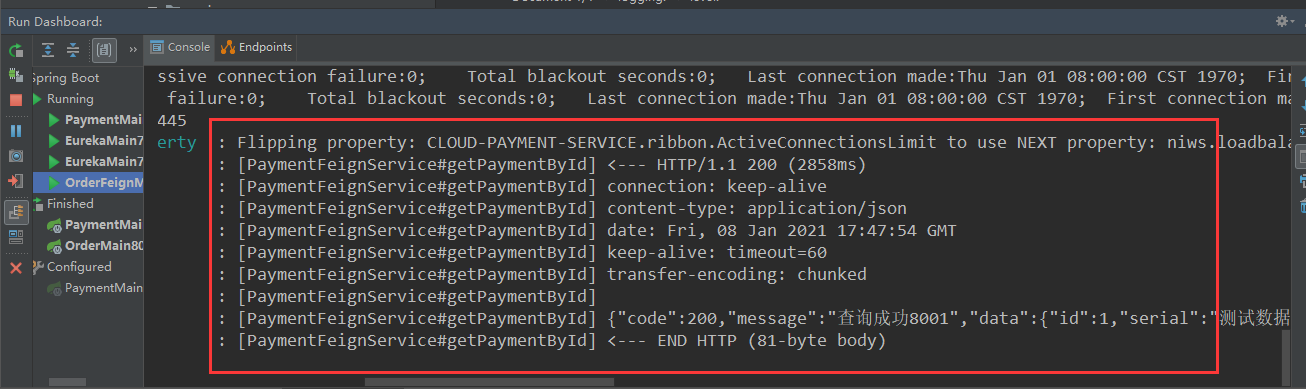 Run Dashboard:
Console
Endpoints
Spring Boot
Running
PaymentMai
EurekaMain7
EurekaMain7
OrderFeignM
Finished
PaymentMai
OrderMain80
Configured
PaymentMain
ssive connection failure:0;   Total blackout seconds:0;   Last connection made:Thu Jan 01 08:00:00 CST 1970;  Fir
failure:0;   Total blackout seconds:0;   Last connection made:Thu Jan 01 08:00:00 CST 1970;  First connection ma
445
erty  : Flipping property: CLOUD-PAYMENT-SERVICE.ribbon.ActiveConnectionsLimit to use NEXT property: niws.loadbala
: [PaymentFeignService#getPaymentById] <--- HTTP/1.1 200 (2858ms)
: [PaymentFeignService#getPaymentById] connection: keep-alive
: [PaymentFeignService#getPaymentById] content-type: application/json
: [PaymentFeignService#getPaymentById] date: Fri, 08 Jan 2021 17:47:54 GMT
: [PaymentFeignService#getPaymentById] keep-alive: timeout=60
: [PaymentFeignService#getPaymentById] transfer-encoding: chunked
: [PaymentFeignService#getPaymentById]
: [PaymentFeignService#getPaymentById] {"code":200,"message":"查询成功8001","data":{"id":1,"serial":"测试数据
: [PaymentFeignService#getPaymentById] <--- END HTTP (81-byte body)